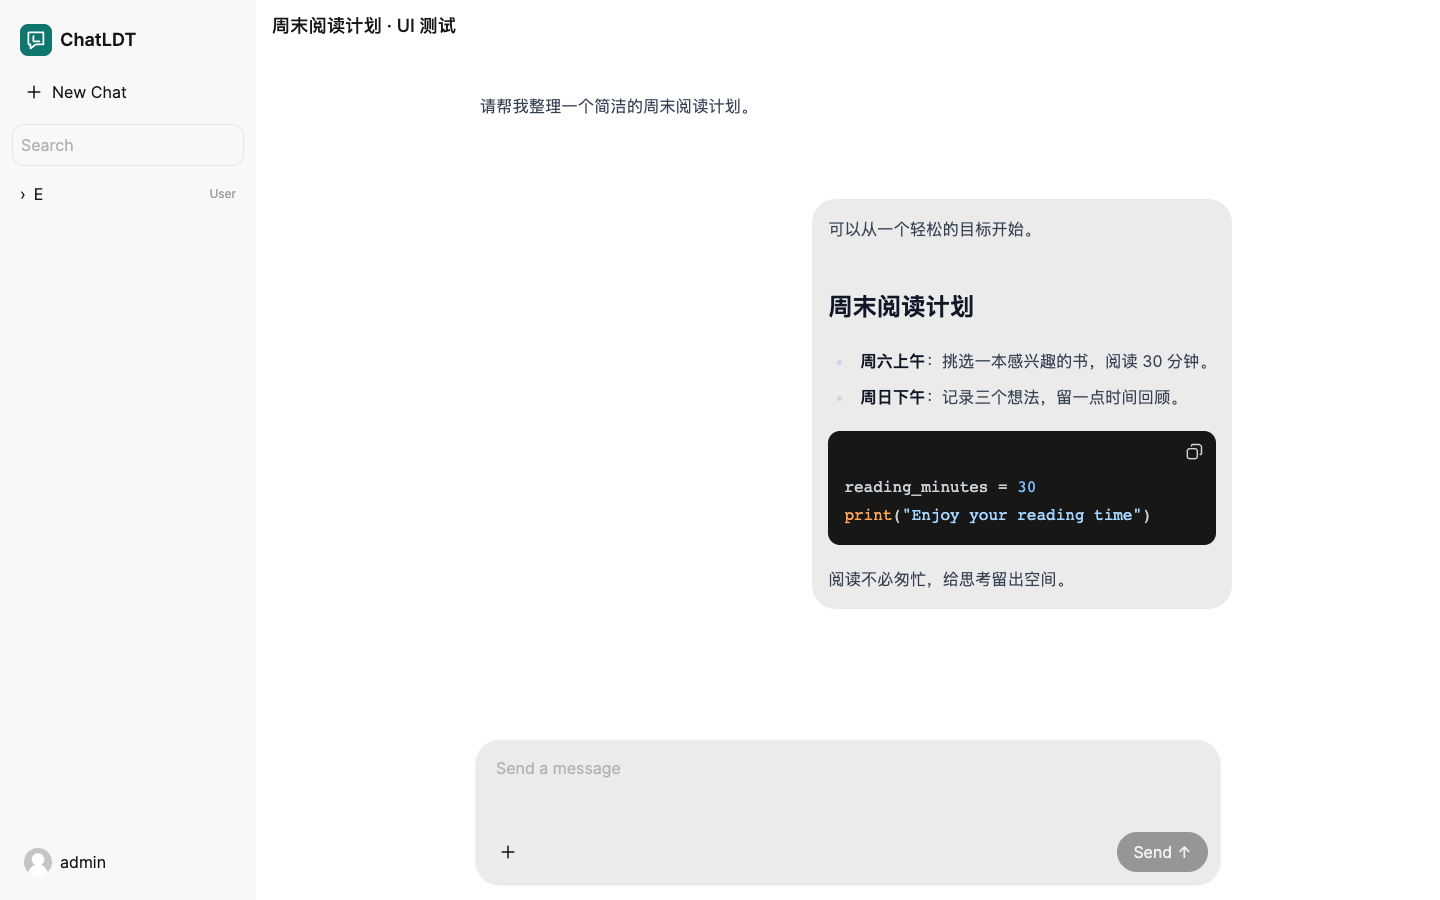 ChatLDT
New Chat
Search
› E
User
admin
周末阅读计划 · UI 测试
请帮我整理一个简洁的周末阅读计划。
可以从一个轻松的目标开始。
周末阅读计划
周六上午：挑选一本感兴趣的书，阅读 30 分钟。
周日下午：记录三个想法，留一点时间回顾。
reading_minutes = 30
print("Enjoy your reading time")
阅读不必匆忙，给思考留出空间。
Send a message
Send ↑